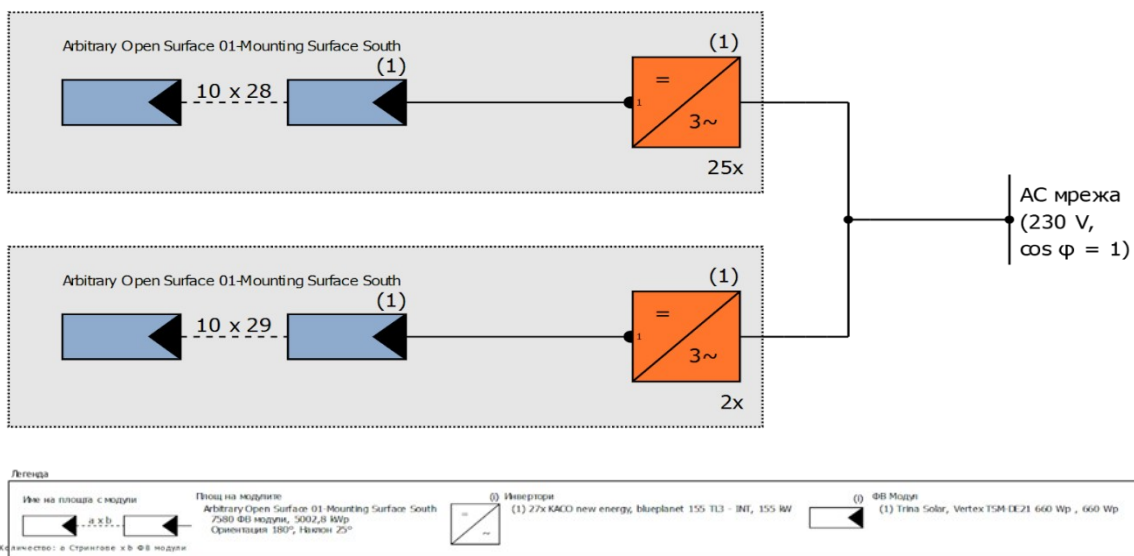 Arbitrary Open Surface 01-Mounting Surface South
(1)
(1)
10 x 28
=
1
3~
25x
АС мрежа
(230 V,
cos φ = 1)
Arbitrary Open Surface 01-Mounting Surface South
(1)
(1)
10 x 29
=
1
3~
2x
Легенда
Име на площта с модули
a x b
Количество: a Стрингове x b ФВ модули
Площ на модулите
Arbitrary Open Surface 01-Mounting Surface South
7580 ФВ модули, 5002,8 kWp
Ориентация 180°, Наклон 25°
=
~
(i) Инвертори
(1) 27x KACO new energy, blueplanet 155 TL3 - INT, 155 kW
(i) ФВ Модул
(1) Trina Solar, Vertex TSM-DE21 660 Wp , 660 Wp